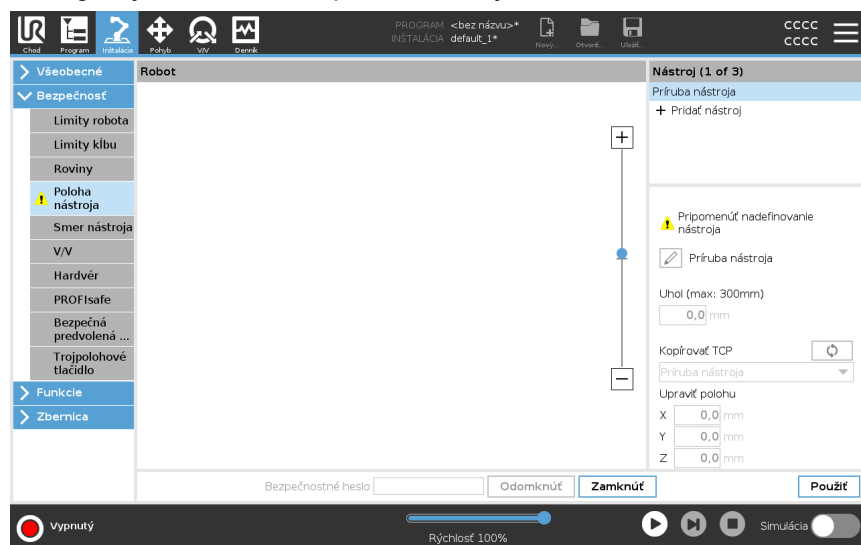 PROGRAM <bez názvu>*
INŠTALÁCIA default_1*
Chod Program Inštalácia Pohyb V/V Denník Nový... Otvoriť... Uložiť...
cccc
cccc
Všeobecné
Bezpečnosť
Limity robota
Limity kĺbu
Roviny
Poloha
nástroja
Smer nástroja
V/V
Hardvér
PROFIsafe
Bezpečná
predvolená ...
Trojpolohové
tlačidlo
Funkcie
Zbernica
Robot
Nástroj (1 of 3)
Príruba nástroja
+ Pridať nástroj
Pripomenúť nadefinovanie
nástroja
Príruba nástroja
Uhol (max: 300mm)
0,0 mm
Kopírovať TCP
Príruba nástroja
Upraviť polohu
X 0,0 mm
Y 0,0 mm
Z 0,0 mm
Bezpečnostné heslo Odomknúť Zamknúť Použiť
Vypnutý
Rýchlosť 100%
Simulácia